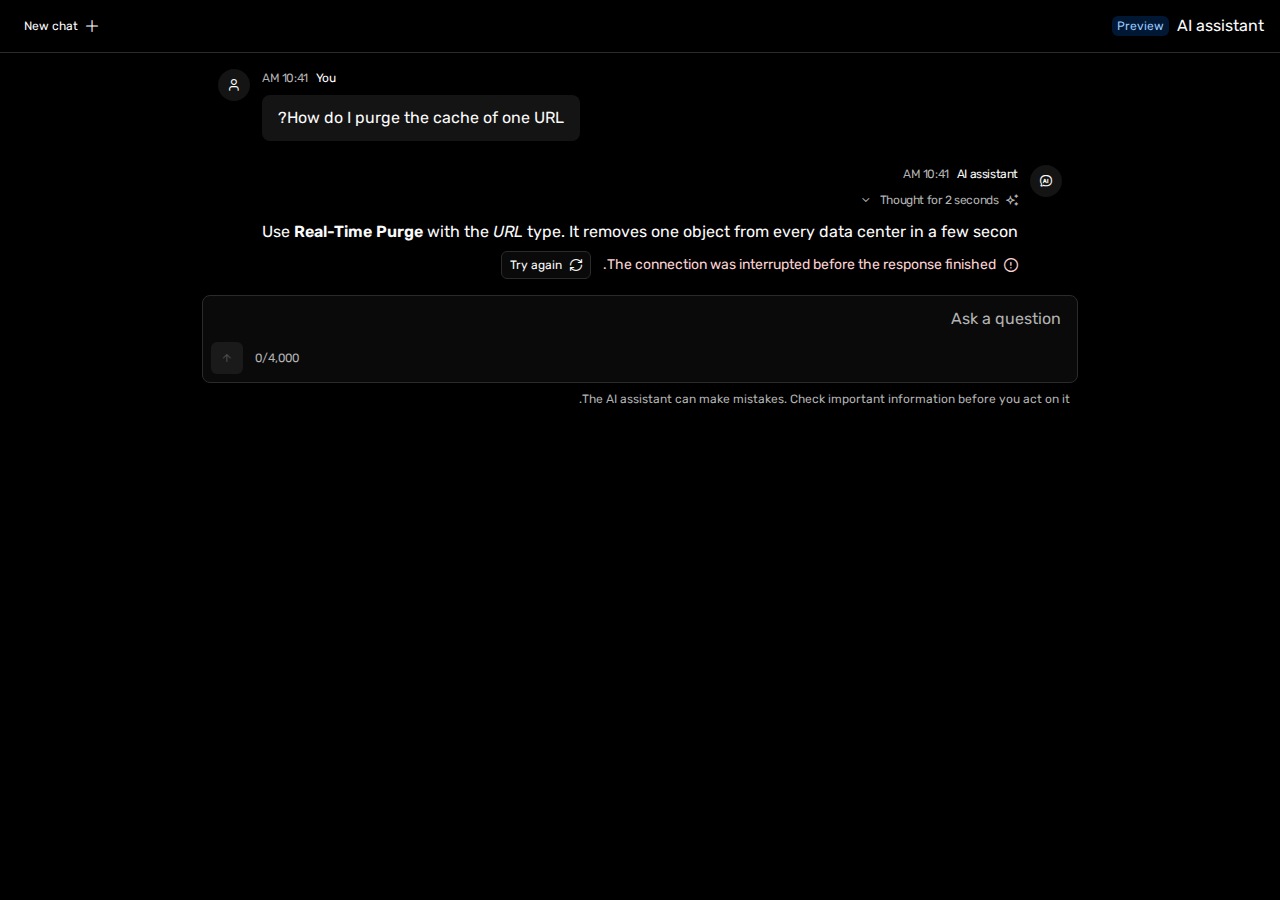 AI assistant Preview New chat
You AM 10:41
?How do I purge the cache of one URL
AI assistant AM 10:41
Thought for 2 seconds
Use Real-Time Purge with the URL type. It removes one object from every data center in a few secon
.The connection was interrupted before the response finished Try again
Ask a question
0/4,000
.The AI assistant can make mistakes. Check important information before you act on it